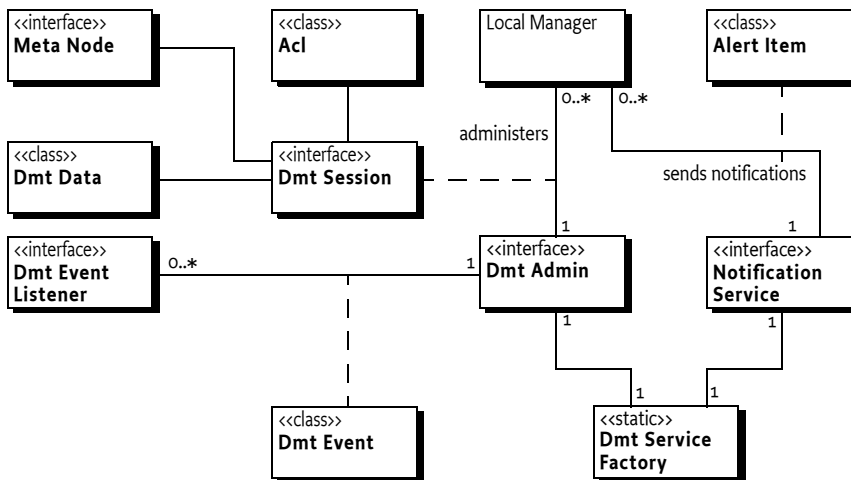 <<interface>>
Meta Node
<<class>>
Acl
Local Manager
<<class>>
Alert Item
0..*
0..*
administers
<<class>>
Dmt Data
<<interface>>
Dmt Session
sends notifications
1
1
<<interface>>
Dmt Event
Listener
0..*
1
<<interface>>
Dmt Admin
<<interface>>
Notification
Service
1
1
1
1
<<class>>
Dmt Event
<<static>>
Dmt Service
Factory